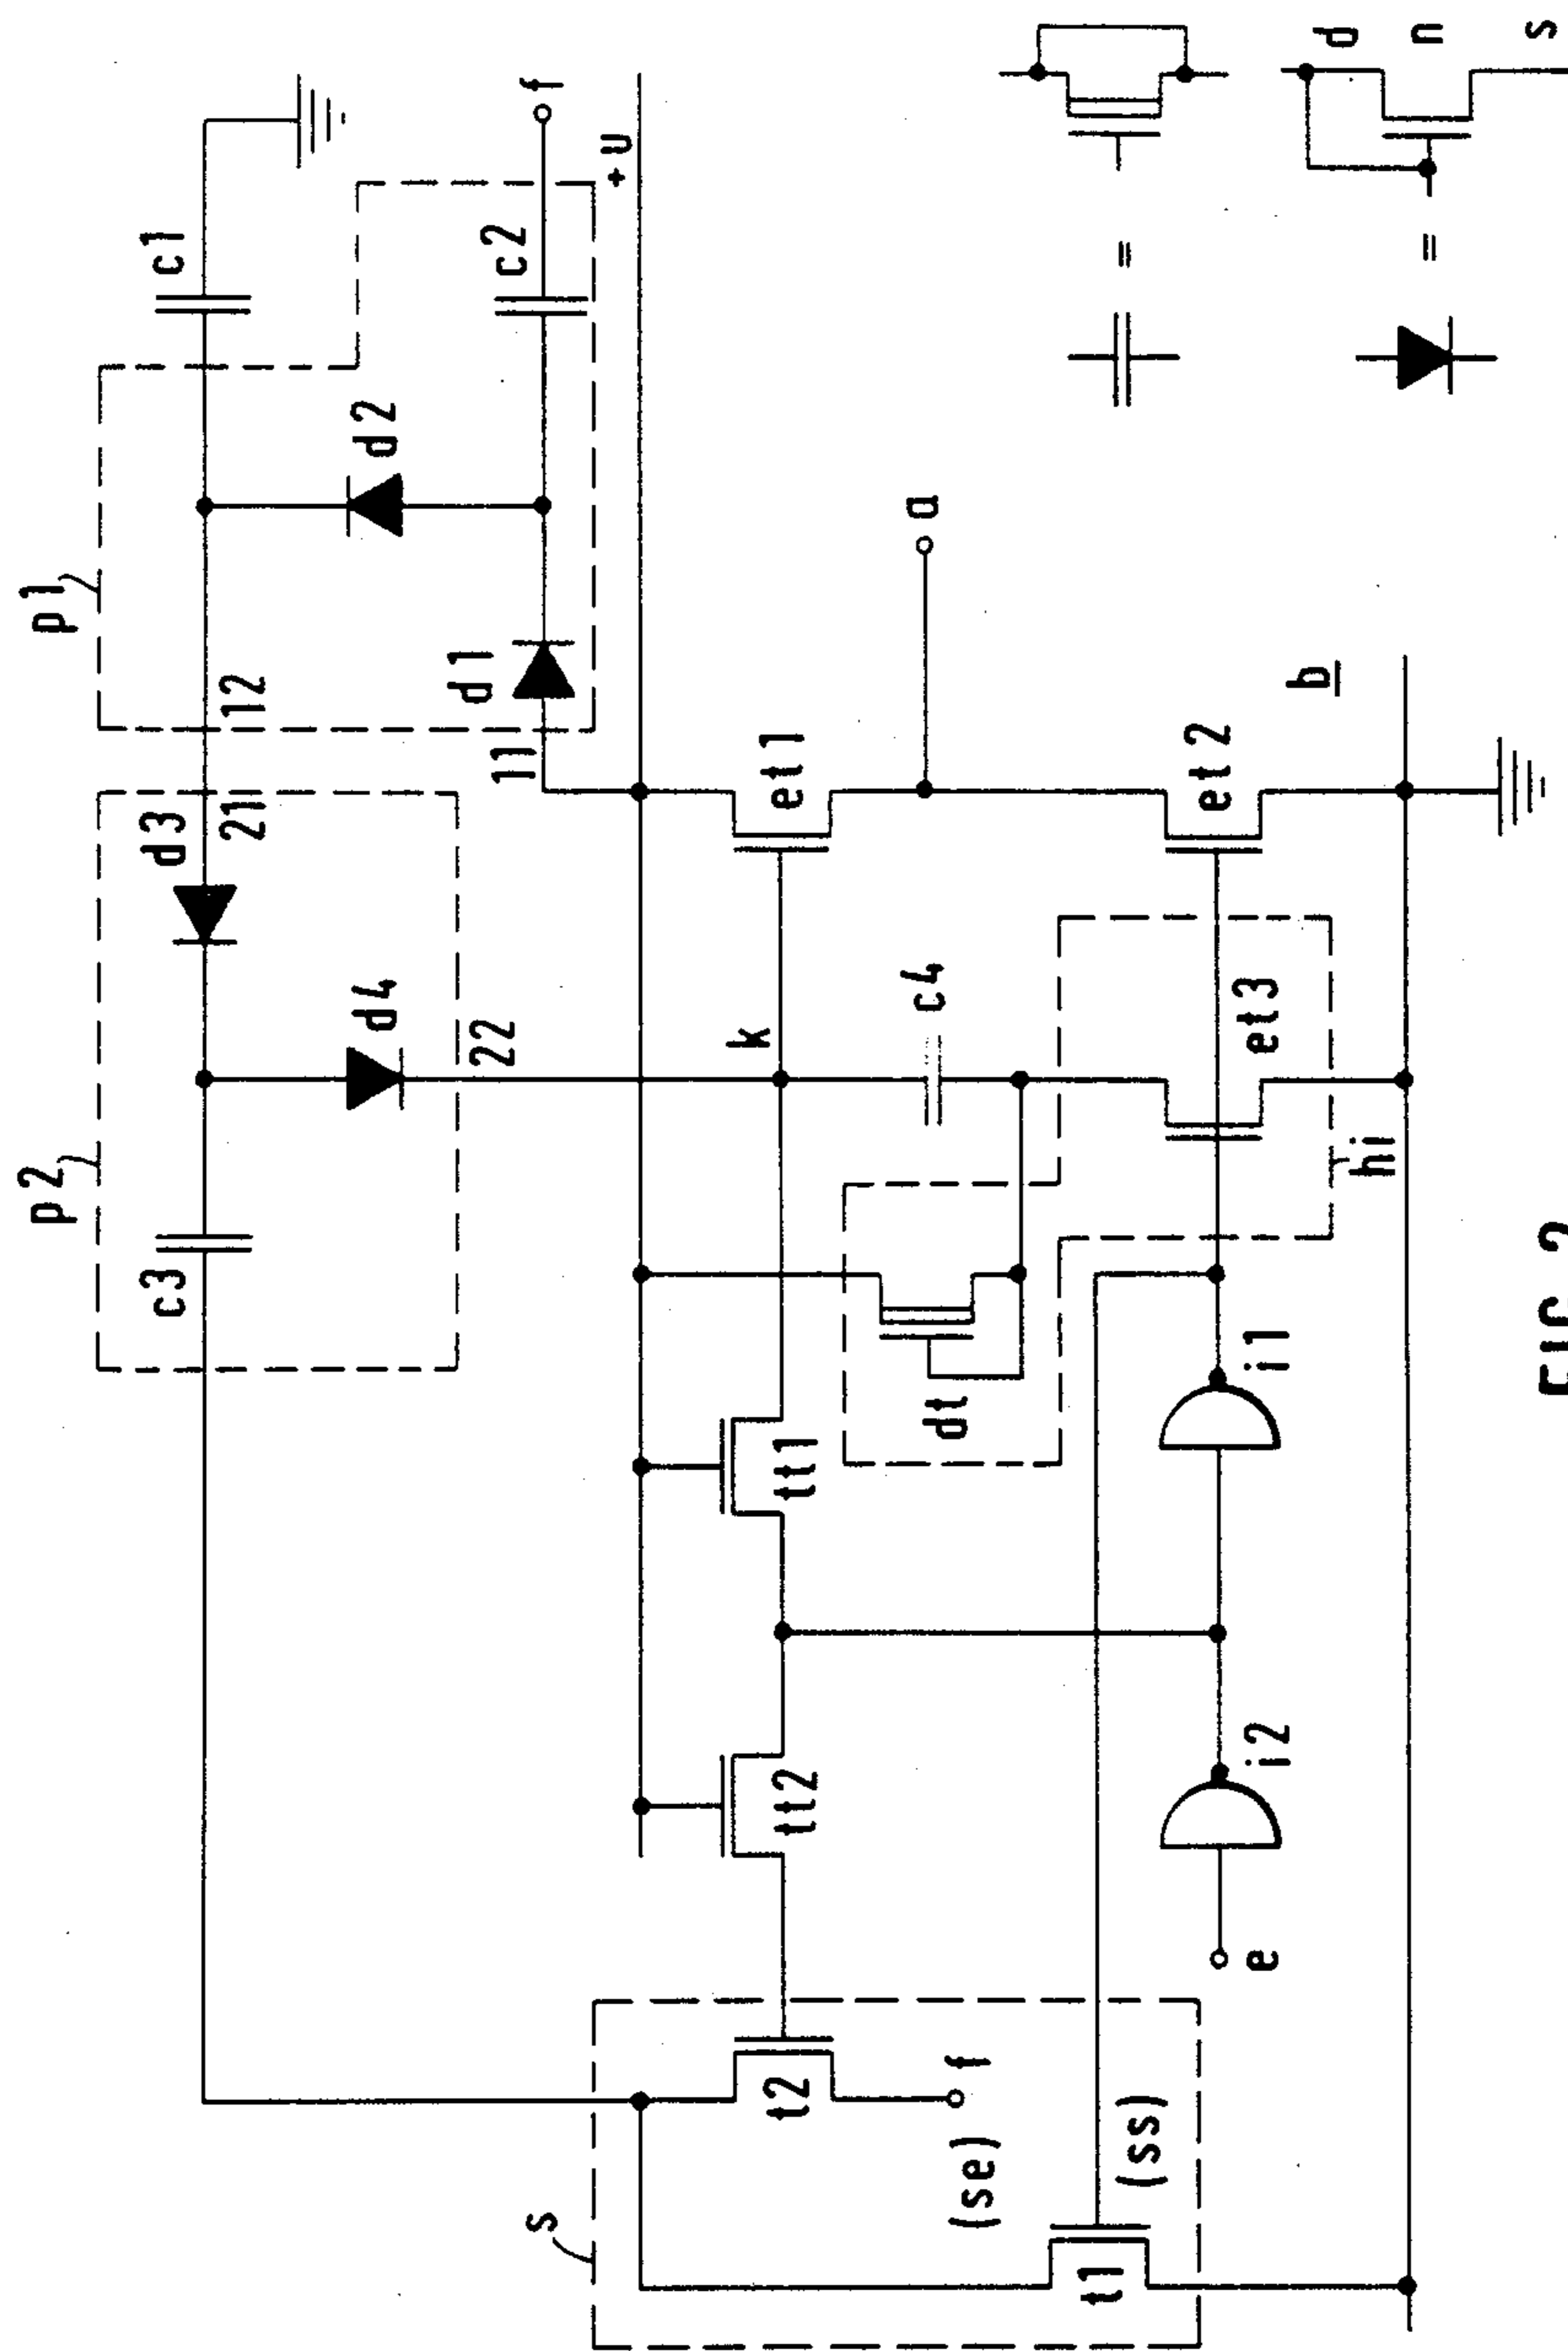 p2
p1
c3
d3
21
12
c1
d4
22
d2
11
d1
c2
f
+U
s
t2
tt2
tt1
k
et1
a
dt
c4
(se)
f
et3
et2
b
t1
(ss)
e
i2
i1
hi
=
=
d
n
s
FIG.2